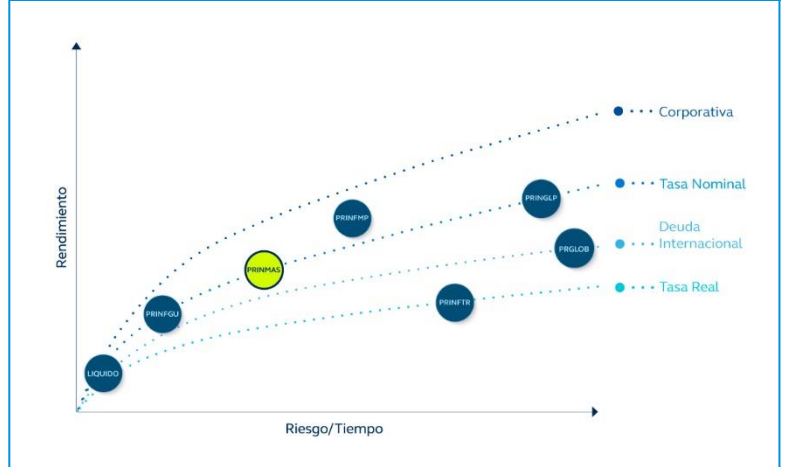 Rendimiento
Corporativa
Tasa Nominal
PRINGLP
PRINFMP
Deuda
Internacional
PRGLOB
PRINMAS
Tasa Real
PRINFTR
PRINFGU
LIQUIDO
Riesgo/Tiempo